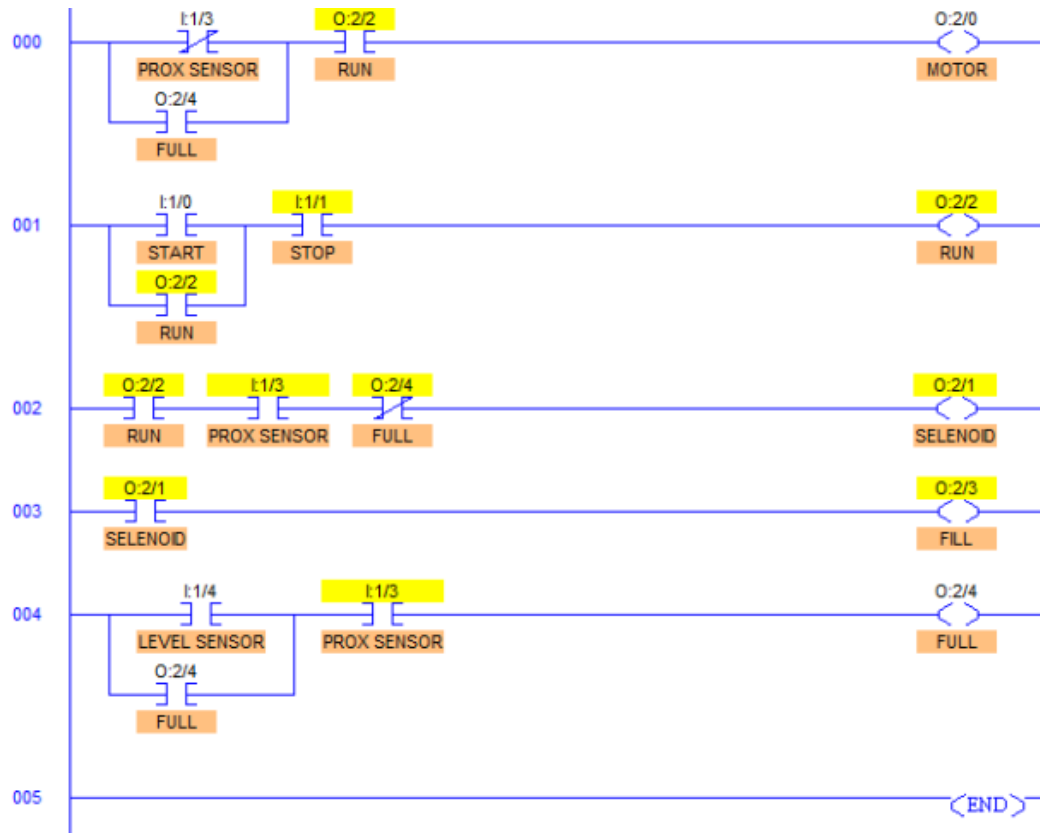 I:1/3 O:2/2 O:2/0
000
PROX SENSOR RUN MOTOR
O:2/4
FULL
I:1/0 I:1/1 O:2/2
001
START STOP RUN
O:2/2
RUN
O:2/2 I:1/3 O:2/4 O:2/1
002
RUN PROX SENSOR FULL SELENOID
O:2/1 O:2/3
003
SELENOID FILL
I:1/4 I:1/3 O:2/4
004
LEVEL SENSOR PROX SENSOR FULL
O:2/4
FULL
005 END